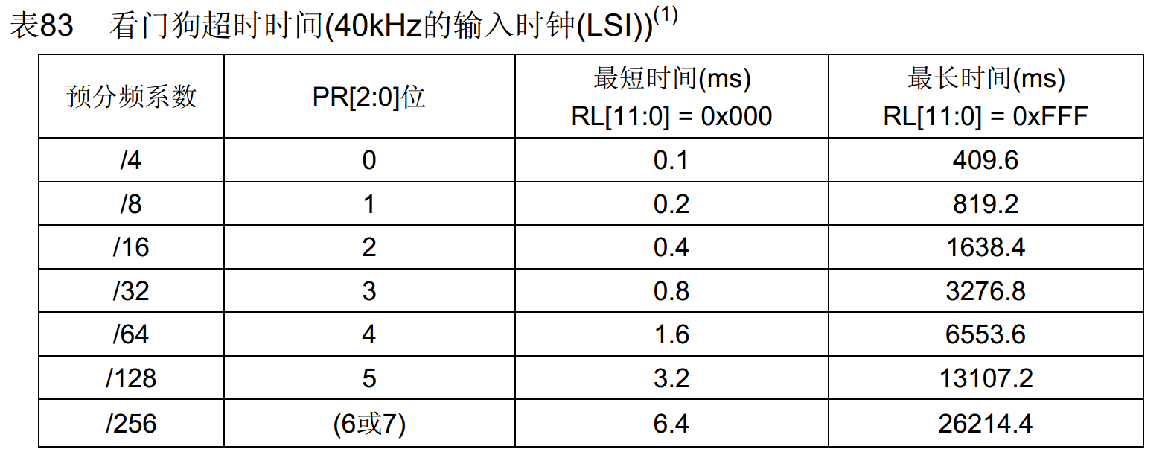 表83 看门狗超时时间(40kHz的输入时钟(LSI))(1)
预分频系数 PR[2:0]位 最短时间(ms) RL[11:0] = 0x000 最长时间(ms) RL[11:0] = 0xFFF
/4 0 0.1 409.6
/8 1 0.2 819.2
/16 2 0.4 1638.4
/32 3 0.8 3276.8
/64 4 1.6 6553.6
/128 5 3.2 13107.2
/256 (6或7) 6.4 26214.4